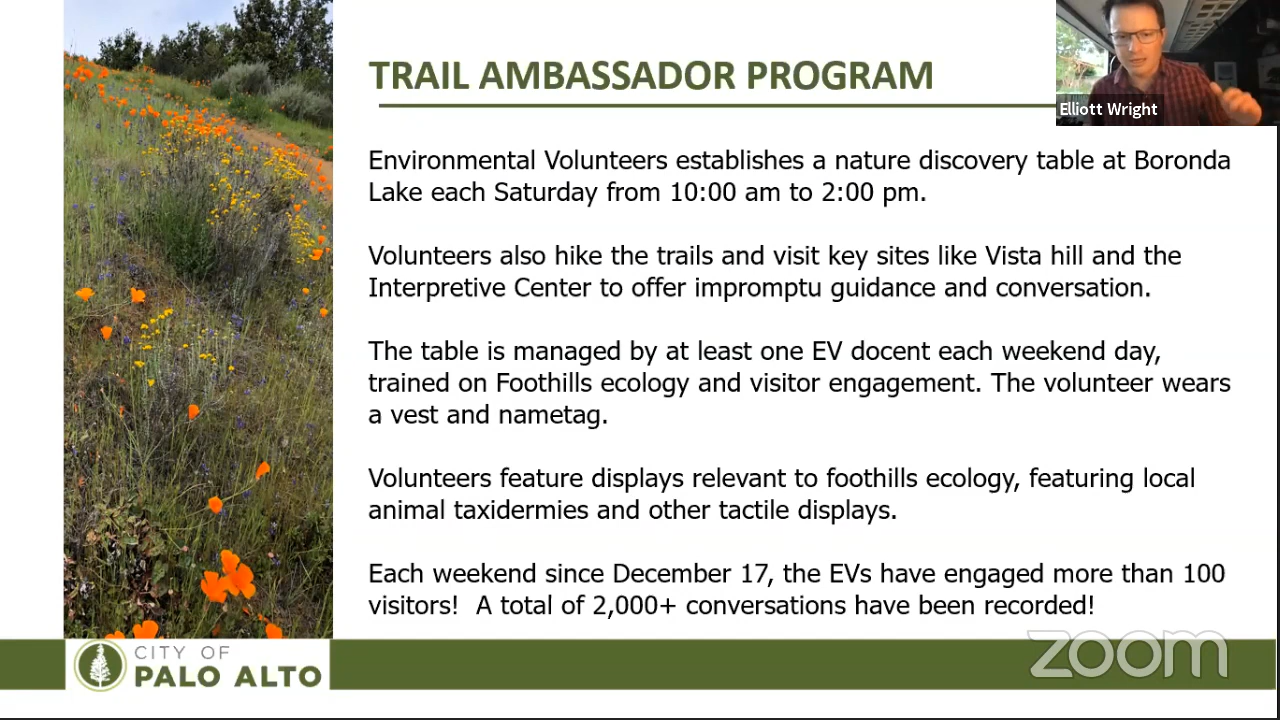 TRAIL AMBASSADOR PROGRAM
Elliott Wright
Environmental Volunteers establishes a nature discovery table at Boronda
Lake each Saturday from 10:00 am to 2:00 pm.
Volunteers also hike the trails and visit key sites like Vista hill and the
Interpretive Center to offer impromptu guidance and conversation.
The table is managed by at least one EV docent each weekend day,
trained on Foothills ecology and visitor engagement. The volunteer wears
a vest and nametag.
Volunteers feature displays relevant to foothills ecology, featuring local
animal taxidermies and other tactile displays.
Each weekend since December 17, the EVs have engaged more than 100
visitors!  A total of 2,000+ conversations have been recorded!
CITY OF
PALO ALTO
zoom